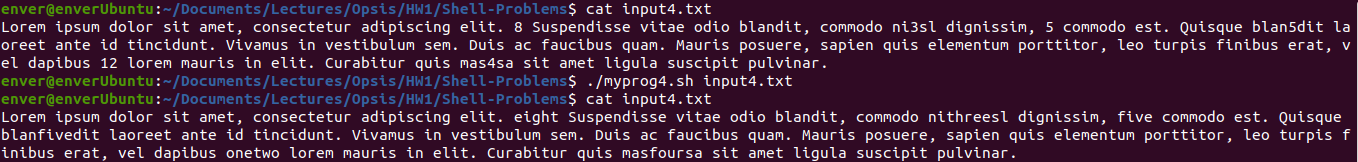 enver@enverUbuntu:~/Documents/Lectures/Opsis/HW1/Shell-Problems$ cat input4.txt
Lorem ipsum dolor sit amet, consectetur adipiscing elit. 8 Suspendisse vitae odio blandit, commodo ni3sl dignissim, 5 commodo est. Quisque blan5dit la
oreet ante id tincidunt. Vivamus in vestibulum sem. Duis ac faucibus quam. Mauris posuere, sapien quis elementum porttitor, leo turpis finibus erat, v
el dapibus 12 lorem mauris in elit. Curabitur quis mas4sa sit amet ligula suscipit pulvinar.
enver@enverUbuntu:~/Documents/Lectures/Opsis/HW1/Shell-Problems$ ./myprog4.sh input4.txt
enver@enverUbuntu:~/Documents/Lectures/Opsis/HW1/Shell-Problems$ cat input4.txt
Lorem ipsum dolor sit amet, consectetur adipiscing elit. eight Suspendisse vitae odio blandit, commodo nithreesl dignissim, five commodo est. Quisque
blanfivedit laoreet ante id tincidunt. Vivamus in vestibulum sem. Duis ac faucibus quam. Mauris posuere, sapien quis elementum porttitor, leo turpis f
inibus erat, vel dapibus onetwo lorem mauris in elit. Curabitur quis masfoursa sit amet ligula suscipit pulvinar.